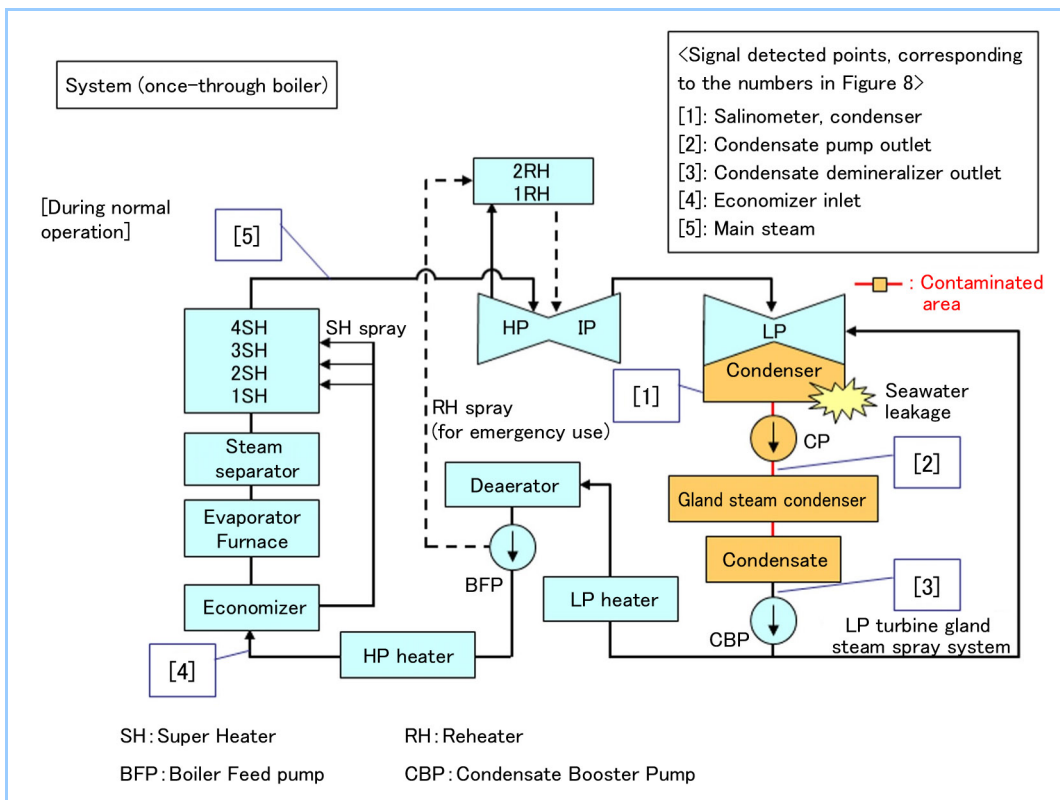 System (once-through boiler)
<Signal detected points, corresponding
to the numbers in Figure 8>
[1]: Salinometer, condenser
[2]: Condensate pump outlet
[3]: Condensate demineralizer outlet
[4]: Economizer inlet
[5]: Main steam
[During normal
operation]
[5]
2RH
1RH
: Contaminated
area
HP
IP
LP
4SH
3SH
2SH
1SH
SH spray
Condenser
[1]
Seawater
leakage
RH spray
(for emergency use)
CP
[2]
Steam
separator
Deaerator
Gland steam condenser
Evaporator
Furnace
BFP
Condensate
[3]
Economizer
LP heater
CBP
LP turbine gland
steam spray system
HP heater
[4]
SH:Super Heater
RH:Reheater
BFP:Boiler Feed pump
CBP:Condensate Booster Pump